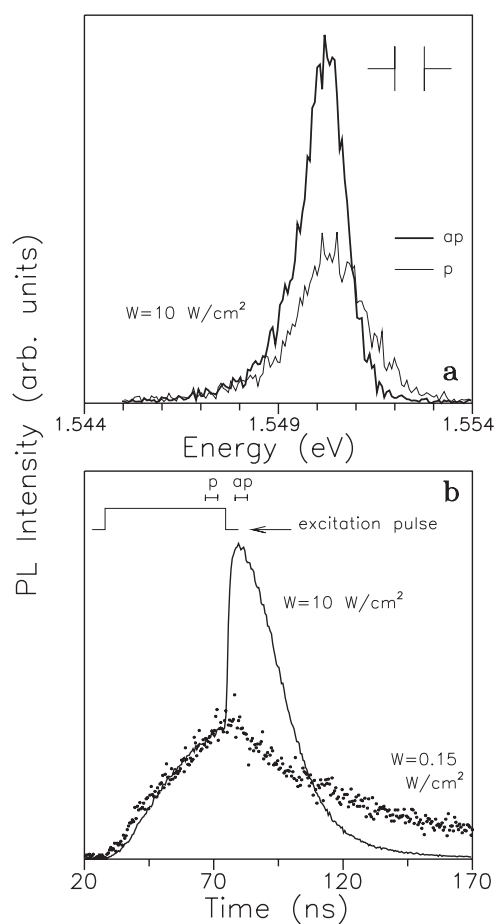 PL Intensity (arb. units)
ap
p
W=10 W/cm²
a
1.544 1.549 1.554
Energy (eV)
p ap
b
excitation pulse
W=10 W/cm²
W=0.15
W/cm²
20 70 120 170
Time (ns)